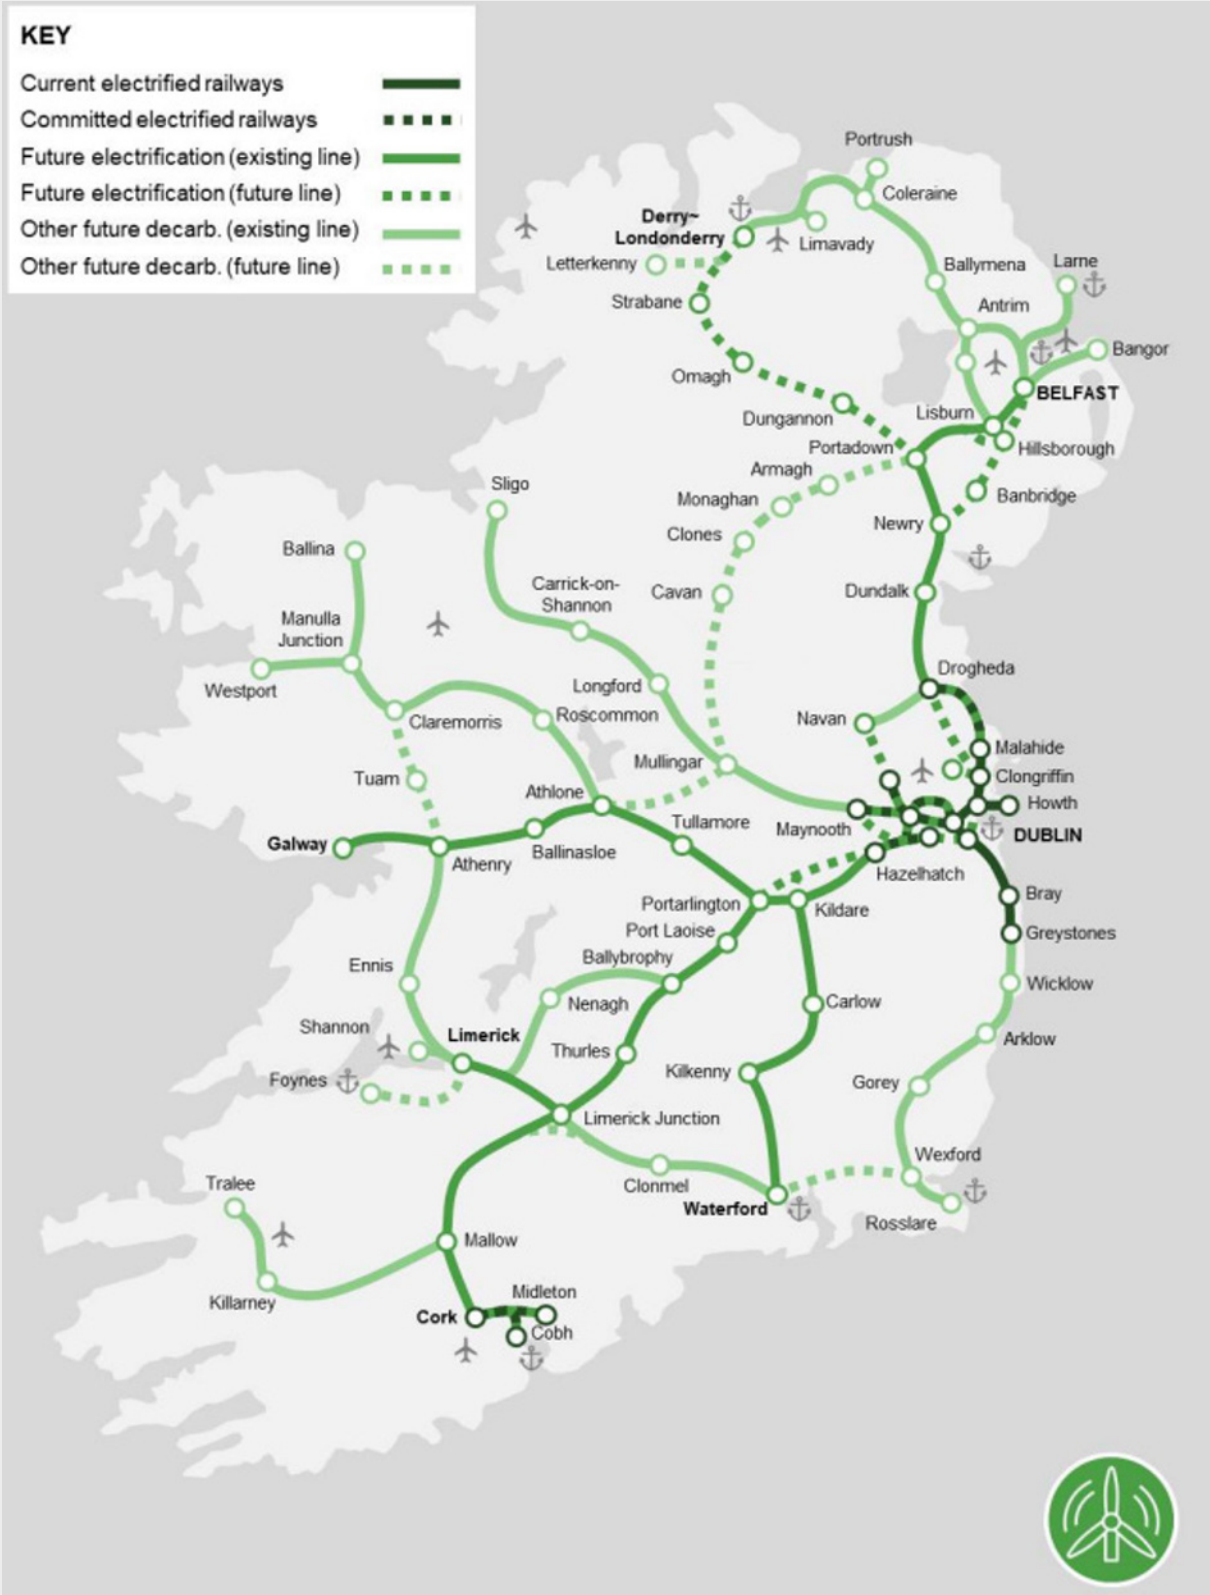 KEY
Current electrified railways
Committed electrified railways
Future electrification (existing line)
Future electrification (future line)
Other future decarb. (existing line)
Other future decarb. (future line)
Portrush
Coleraine
Derry~
Londonderry
Limavady
Letterkenny
Ballymena
Larne
Strabane
Antrim
Bangor
Omagh
BELFAST
Dungannon
Lisburn
Portadown
Hillsborough
Armagh
Sligo
Monaghan
Banbridge
Newry
Clones
Ballina
Carrick-on-
Shannon
Cavan
Dundalk
Manulla
Junction
Westport
Longford
Drogheda
Claremorris
Roscommon
Navan
Malahide
Mullingar
Clongriffin
Tuam
Athlone
Howth
Tullamore
Maynooth
DUBLIN
Galway
Ballinasloe
Athenry
Hazelhatch
Bray
Portarlington
Kildare
Port Laoise
Greystones
Ballybrophy
Ennis
Wicklow
Nenagh
Carlow
Shannon
Limerick
Arklow
Thurles
Foynes
Kilkenny
Gorey
Limerick Junction
Wexford
Tralee
Clonmel
Waterford
Rosslare
Mallow
Killarney
Midleton
Cork
Cobh